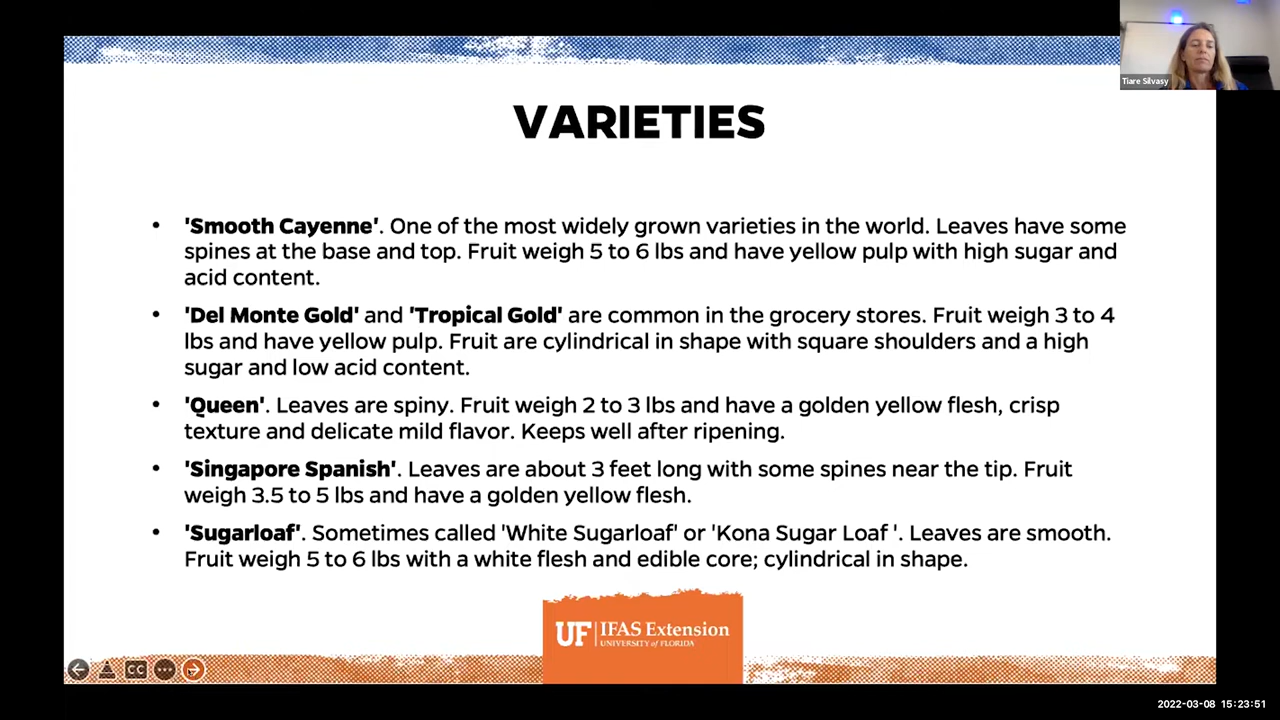 Tiare Silvasy
VARIETIES
• 'Smooth Cayenne'. One of the most widely grown varieties in the world. Leaves have some
spines at the base and top. Fruit weigh 5 to 6 lbs and have yellow pulp with high sugar and
acid content.
• 'Del Monte Gold' and 'Tropical Gold' are common in the grocery stores. Fruit weigh 3 to 4
lbs and have yellow pulp. Fruit are cylindrical in shape with square shoulders and a high
sugar and low acid content.
• 'Queen'. Leaves are spiny. Fruit weigh 2 to 3 lbs and have a golden yellow flesh, crisp
texture and delicate mild flavor. Keeps well after ripening.
• 'Singapore Spanish'. Leaves are about 3 feet long with some spines near the tip. Fruit
weigh 3.5 to 5 lbs and have a golden yellow flesh.
• 'Sugarloaf'. Sometimes called 'White Sugarloaf' or 'Kona Sugar Loaf '. Leaves are smooth.
Fruit weigh 5 to 6 lbs with a white flesh and edible core; cylindrical in shape.
UF IFAS Extension
UNIVERSITY of FLORIDA
CC
2022-03-08 15:23:51